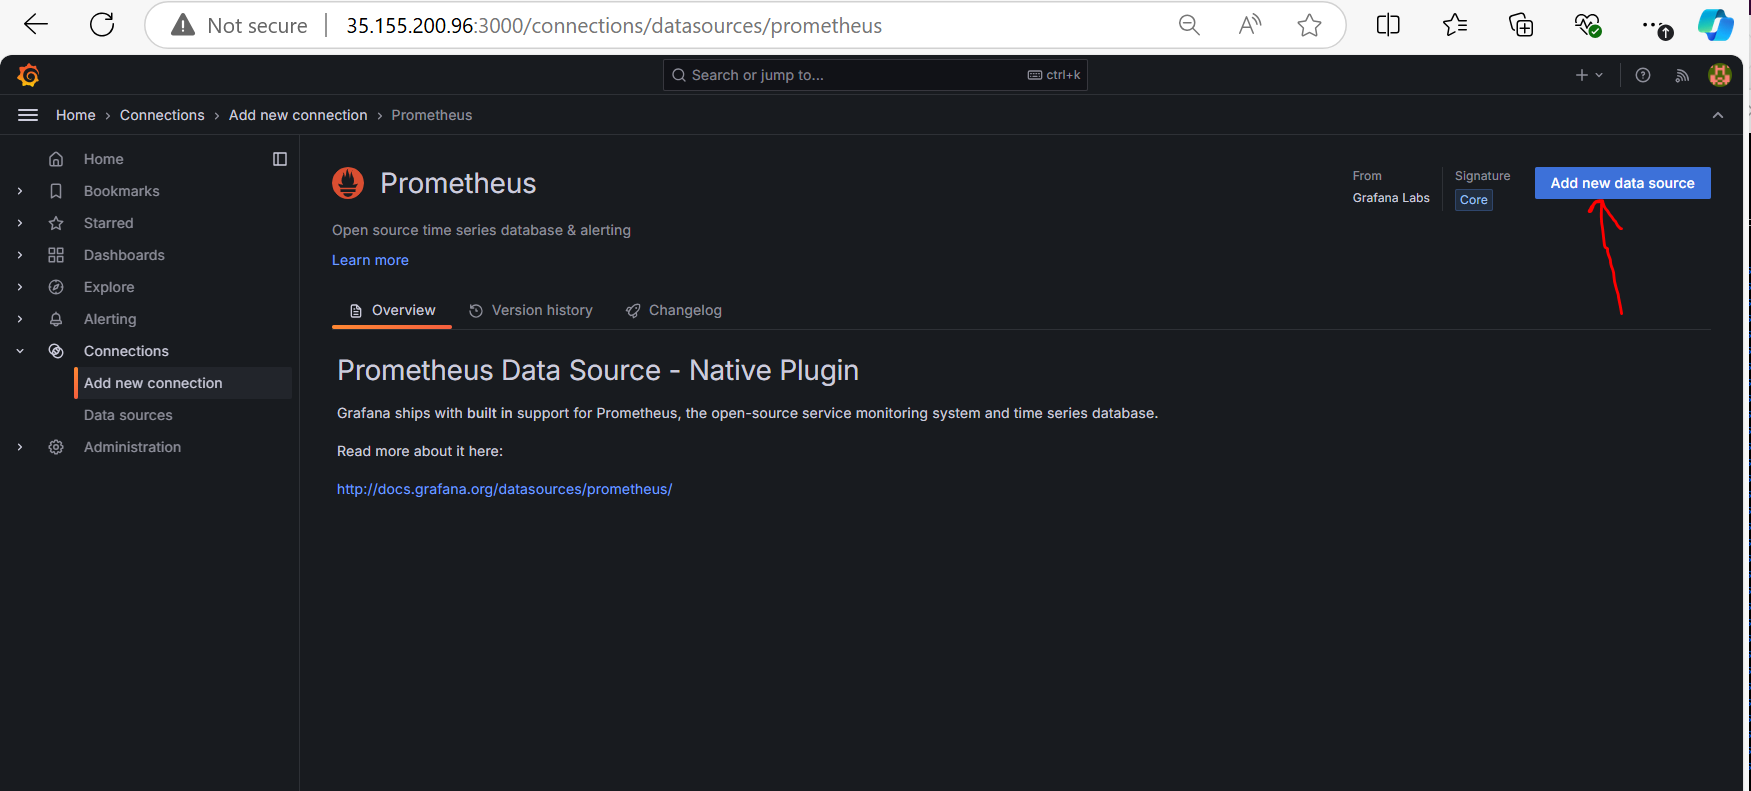 Not secure 35.155.200.96:3000/connections/datasources/prometheus
Search or jump to... ctrl+k
Home › Connections › Add new connection › Prometheus
Home
Bookmarks
Starred
Dashboards
Explore
Alerting
Connections
Add new connection
Data sources
Administration
Prometheus
From
Grafana Labs
Signature
Core
Add new data source
Open source time series database & alerting
Learn more
Overview Version history Changelog
Prometheus Data Source - Native Plugin
Grafana ships with built in support for Prometheus, the open-source service monitoring system and time series database.
Read more about it here:
http://docs.grafana.org/datasources/prometheus/